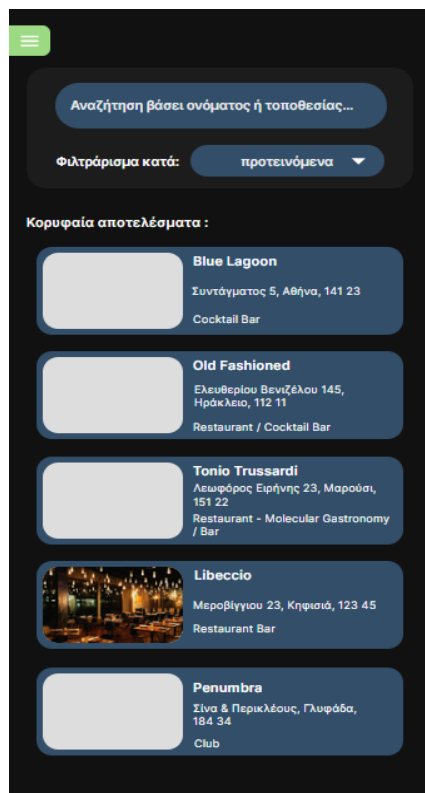 Αναζήτηση βάσει ονόματος ή τοποθεσίας...
Φιλτράρισμα κατά: προτεινόμενα
Κορυφαία αποτελέσματα :
Blue Lagoon
Συντάγματος 5, Αθήνα, 141 23
Cocktail Bar
Old Fashioned
Ελευθερίου Βενιζέλου 145,
Ηράκλειο, 112 11
Restaurant / Cocktail Bar
Tonio Trussardi
Λεωφόρος Ειρήνης 23, Μαρούσι,
151 22
Restaurant - Molecular Gastronomy
/ Bar
Libeccio
Μεροβίγγιου 23, Κηφισιά, 123 45
Restaurant Bar
Penumbra
Σίνα & Περικλέους, Γλυφάδα,
184 34
Club